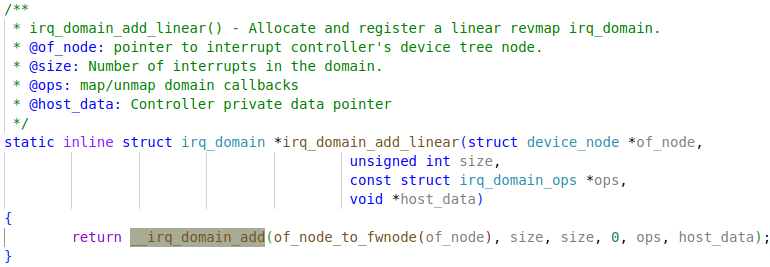 /**
 * irq_domain_add_linear() - Allocate and register a linear revmap irq_domain.
 * @of_node: pointer to interrupt controller's device tree node.
 * @size: Number of interrupts in the domain.
 * @ops: map/unmap domain callbacks
 * @host_data: Controller private data pointer
 */
static inline struct irq_domain *irq_domain_add_linear(struct device_node *of_node,
unsigned int size,
const struct irq_domain_ops *ops,
void *host_data)
{
return __irq_domain_add(of_node_to_fwnode(of_node), size, size, 0, ops, host_data);
}